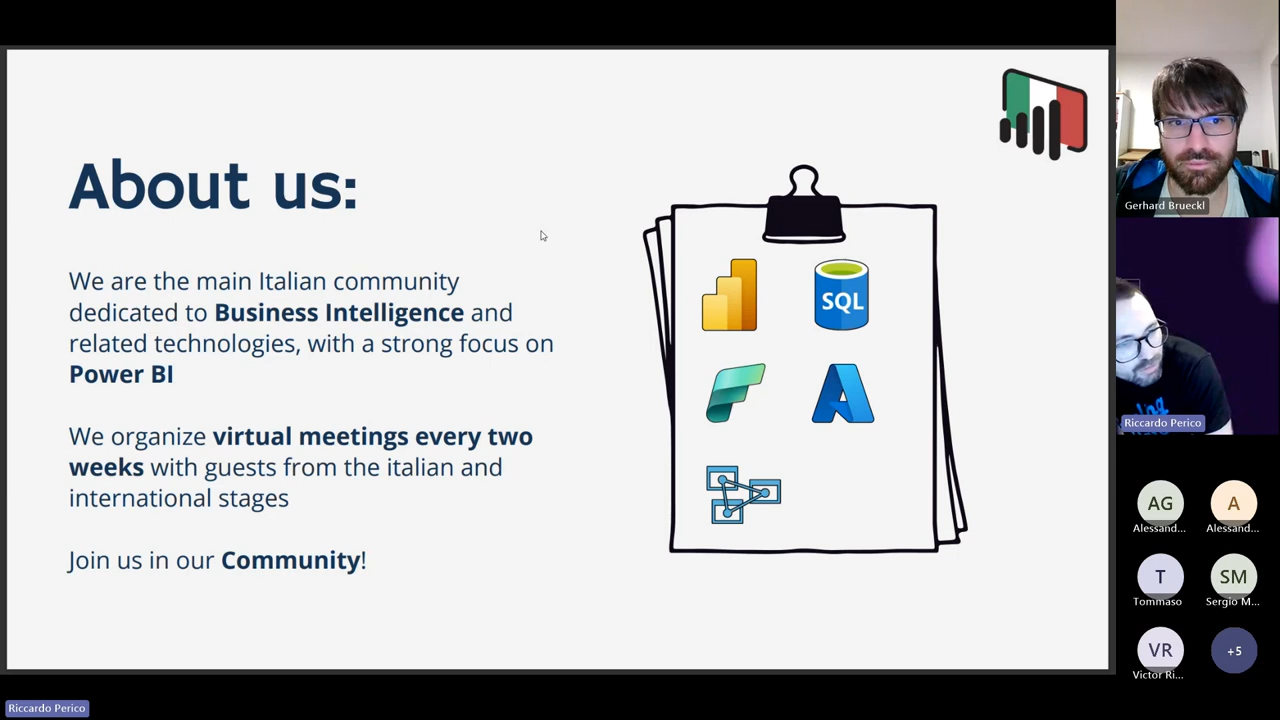 About us:
We are the main Italian community
dedicated to Business Intelligence and
related technologies, with a strong focus on
Power BI
We organize virtual meetings every two
weeks with guests from the italian and
international stages
Join us in our Community!
SQL
Gerhard Brueckl
Riccardo Perico
AG
Alessand...
A
Alessand...
T
Tommaso
SM
Sergio M...
VR
Victor Ri...
+5
Riccardo Perico